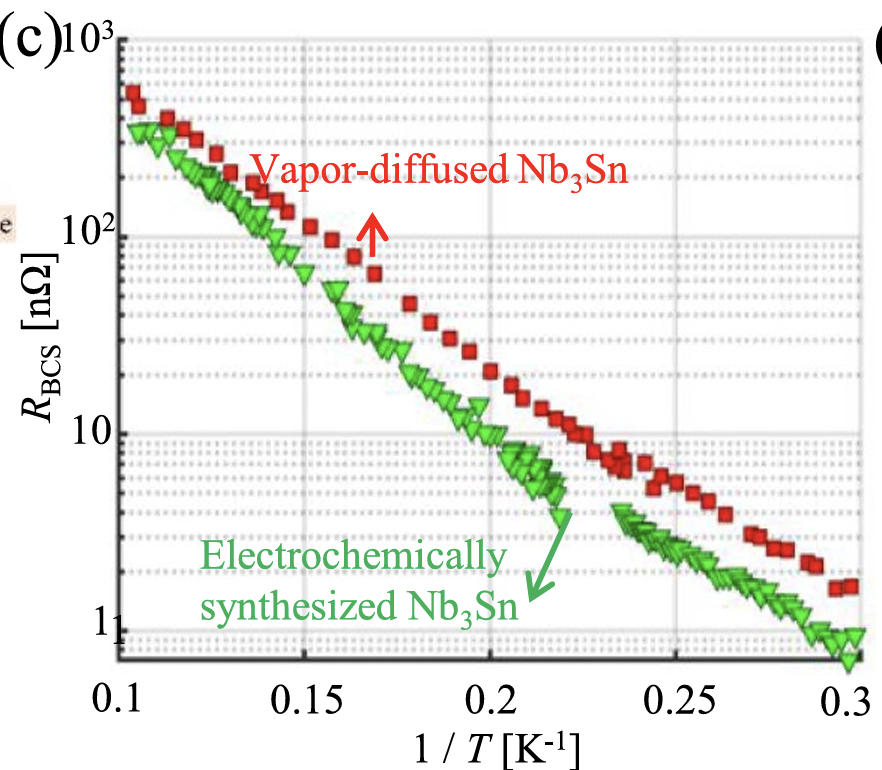 (c)
10³
Vapor-diffused Nb₃Sn
e
10²
R_BCS [nΩ]
10
Electrochemically
synthesized Nb₃Sn
11
0.1 0.15 0.2 0.25 0.3
1 / T [K⁻¹]